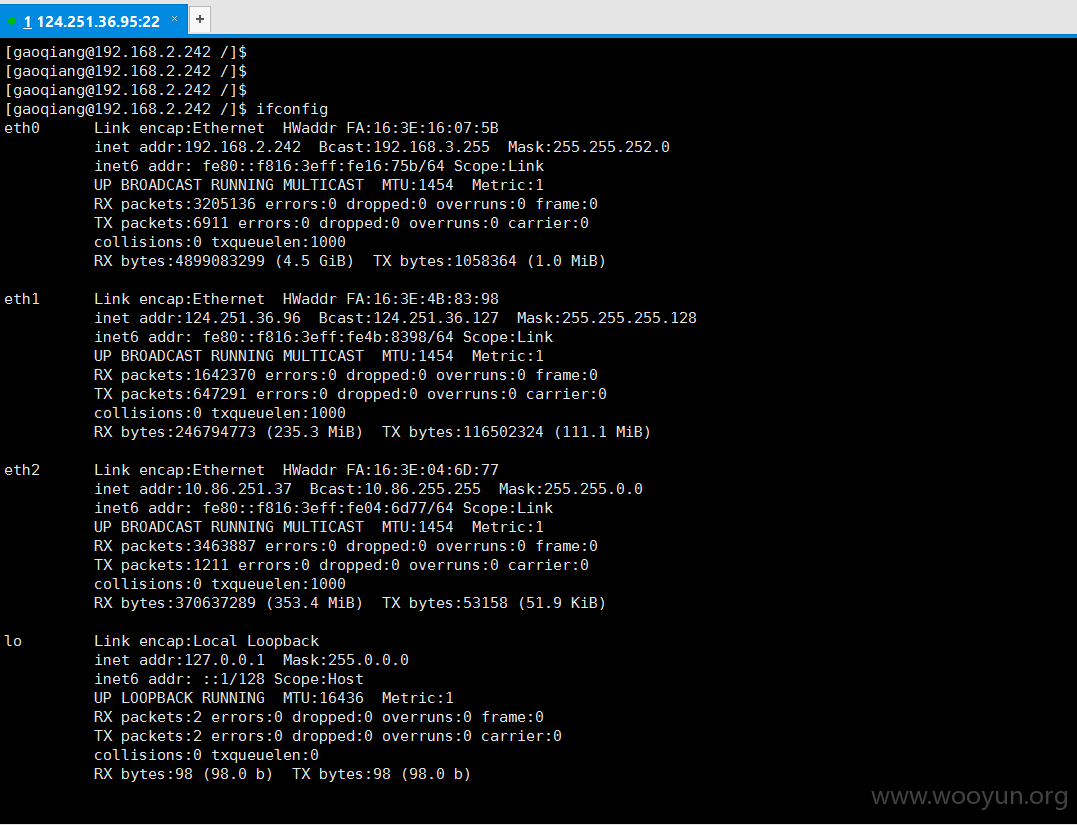 1 124.251.36.95:22 × +
[gaoqiang@192.168.2.242 /]$
[gaoqiang@192.168.2.242 /]$
[gaoqiang@192.168.2.242 /]$
[gaoqiang@192.168.2.242 /]$ ifconfig
eth0      Link encap:Ethernet  HWaddr FA:16:3E:16:07:5B
          inet addr:192.168.2.242  Bcast:192.168.3.255  Mask:255.255.252.0
          inet6 addr: fe80::f816:3eff:fe16:75b/64 Scope:Link
          UP BROADCAST RUNNING MULTICAST  MTU:1454  Metric:1
          RX packets:3205136 errors:0 dropped:0 overruns:0 frame:0
          TX packets:6911 errors:0 dropped:0 overruns:0 carrier:0
          collisions:0 txqueuelen:1000
          RX bytes:4899083299 (4.5 GiB)  TX bytes:1058364 (1.0 MiB)
eth1      Link encap:Ethernet  HWaddr FA:16:3E:4B:83:98
          inet addr:124.251.36.96  Bcast:124.251.36.127  Mask:255.255.255.128
          inet6 addr: fe80::f816:3eff:fe4b:8398/64 Scope:Link
          UP BROADCAST RUNNING MULTICAST  MTU:1454  Metric:1
          RX packets:1642370 errors:0 dropped:0 overruns:0 frame:0
          TX packets:647291 errors:0 dropped:0 overruns:0 carrier:0
          collisions:0 txqueuelen:1000
          RX bytes:246794773 (235.3 MiB)  TX bytes:116502324 (111.1 MiB)
eth2      Link encap:Ethernet  HWaddr FA:16:3E:04:6D:77
          inet addr:10.86.251.37  Bcast:10.86.255.255  Mask:255.255.0.0
          inet6 addr: fe80::f816:3eff:fe04:6d77/64 Scope:Link
          UP BROADCAST RUNNING MULTICAST  MTU:1454  Metric:1
          RX packets:3463887 errors:0 dropped:0 overruns:0 frame:0
          TX packets:1211 errors:0 dropped:0 overruns:0 carrier:0
          collisions:0 txqueuelen:1000
          RX bytes:370637289 (353.4 MiB)  TX bytes:53158 (51.9 KiB)
lo        Link encap:Local Loopback
          inet addr:127.0.0.1  Mask:255.0.0.0
          inet6 addr: ::1/128 Scope:Host
          UP LOOPBACK RUNNING  MTU:16436  Metric:1
          RX packets:2 errors:0 dropped:0 overruns:0 frame:0
          TX packets:2 errors:0 dropped:0 overruns:0 carrier:0
          collisions:0 txqueuelen:0
          RX bytes:98 (98.0 b)  TX bytes:98 (98.0 b)
www.wooyun.org